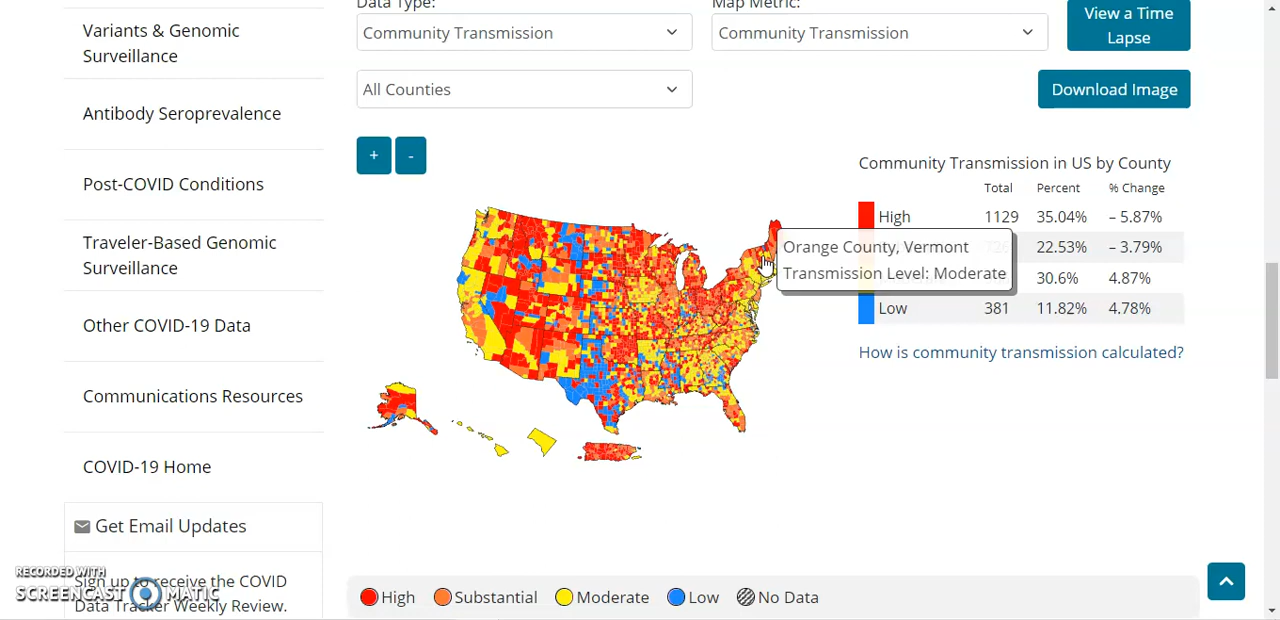 Data Type:
Map Metric:
View a Time
Lapse
Variants & Genomic
Surveillance
Community Transmission
Community Transmission
All Counties
Download Image
Antibody Seroprevalence
+
-
Post-COVID Conditions
Traveler-Based Genomic
Surveillance
Other COVID-19 Data
Communications Resources
COVID-19 Home
Get Email Updates
Sign up to receive the COVID
Data Tracker Weekly Review.
RECORDED WITH
SCREENCAST MATIC
Community Transmission in US by County
Total Percent % Change
High 1129 35.04% – 5.87%
Orange County, Vermont
Transmission Level: Moderate
22.53% – 3.79%
30.6% 4.87%
Low 381 11.82% 4.78%
How is community transmission calculated?
High Substantial Moderate Low No Data